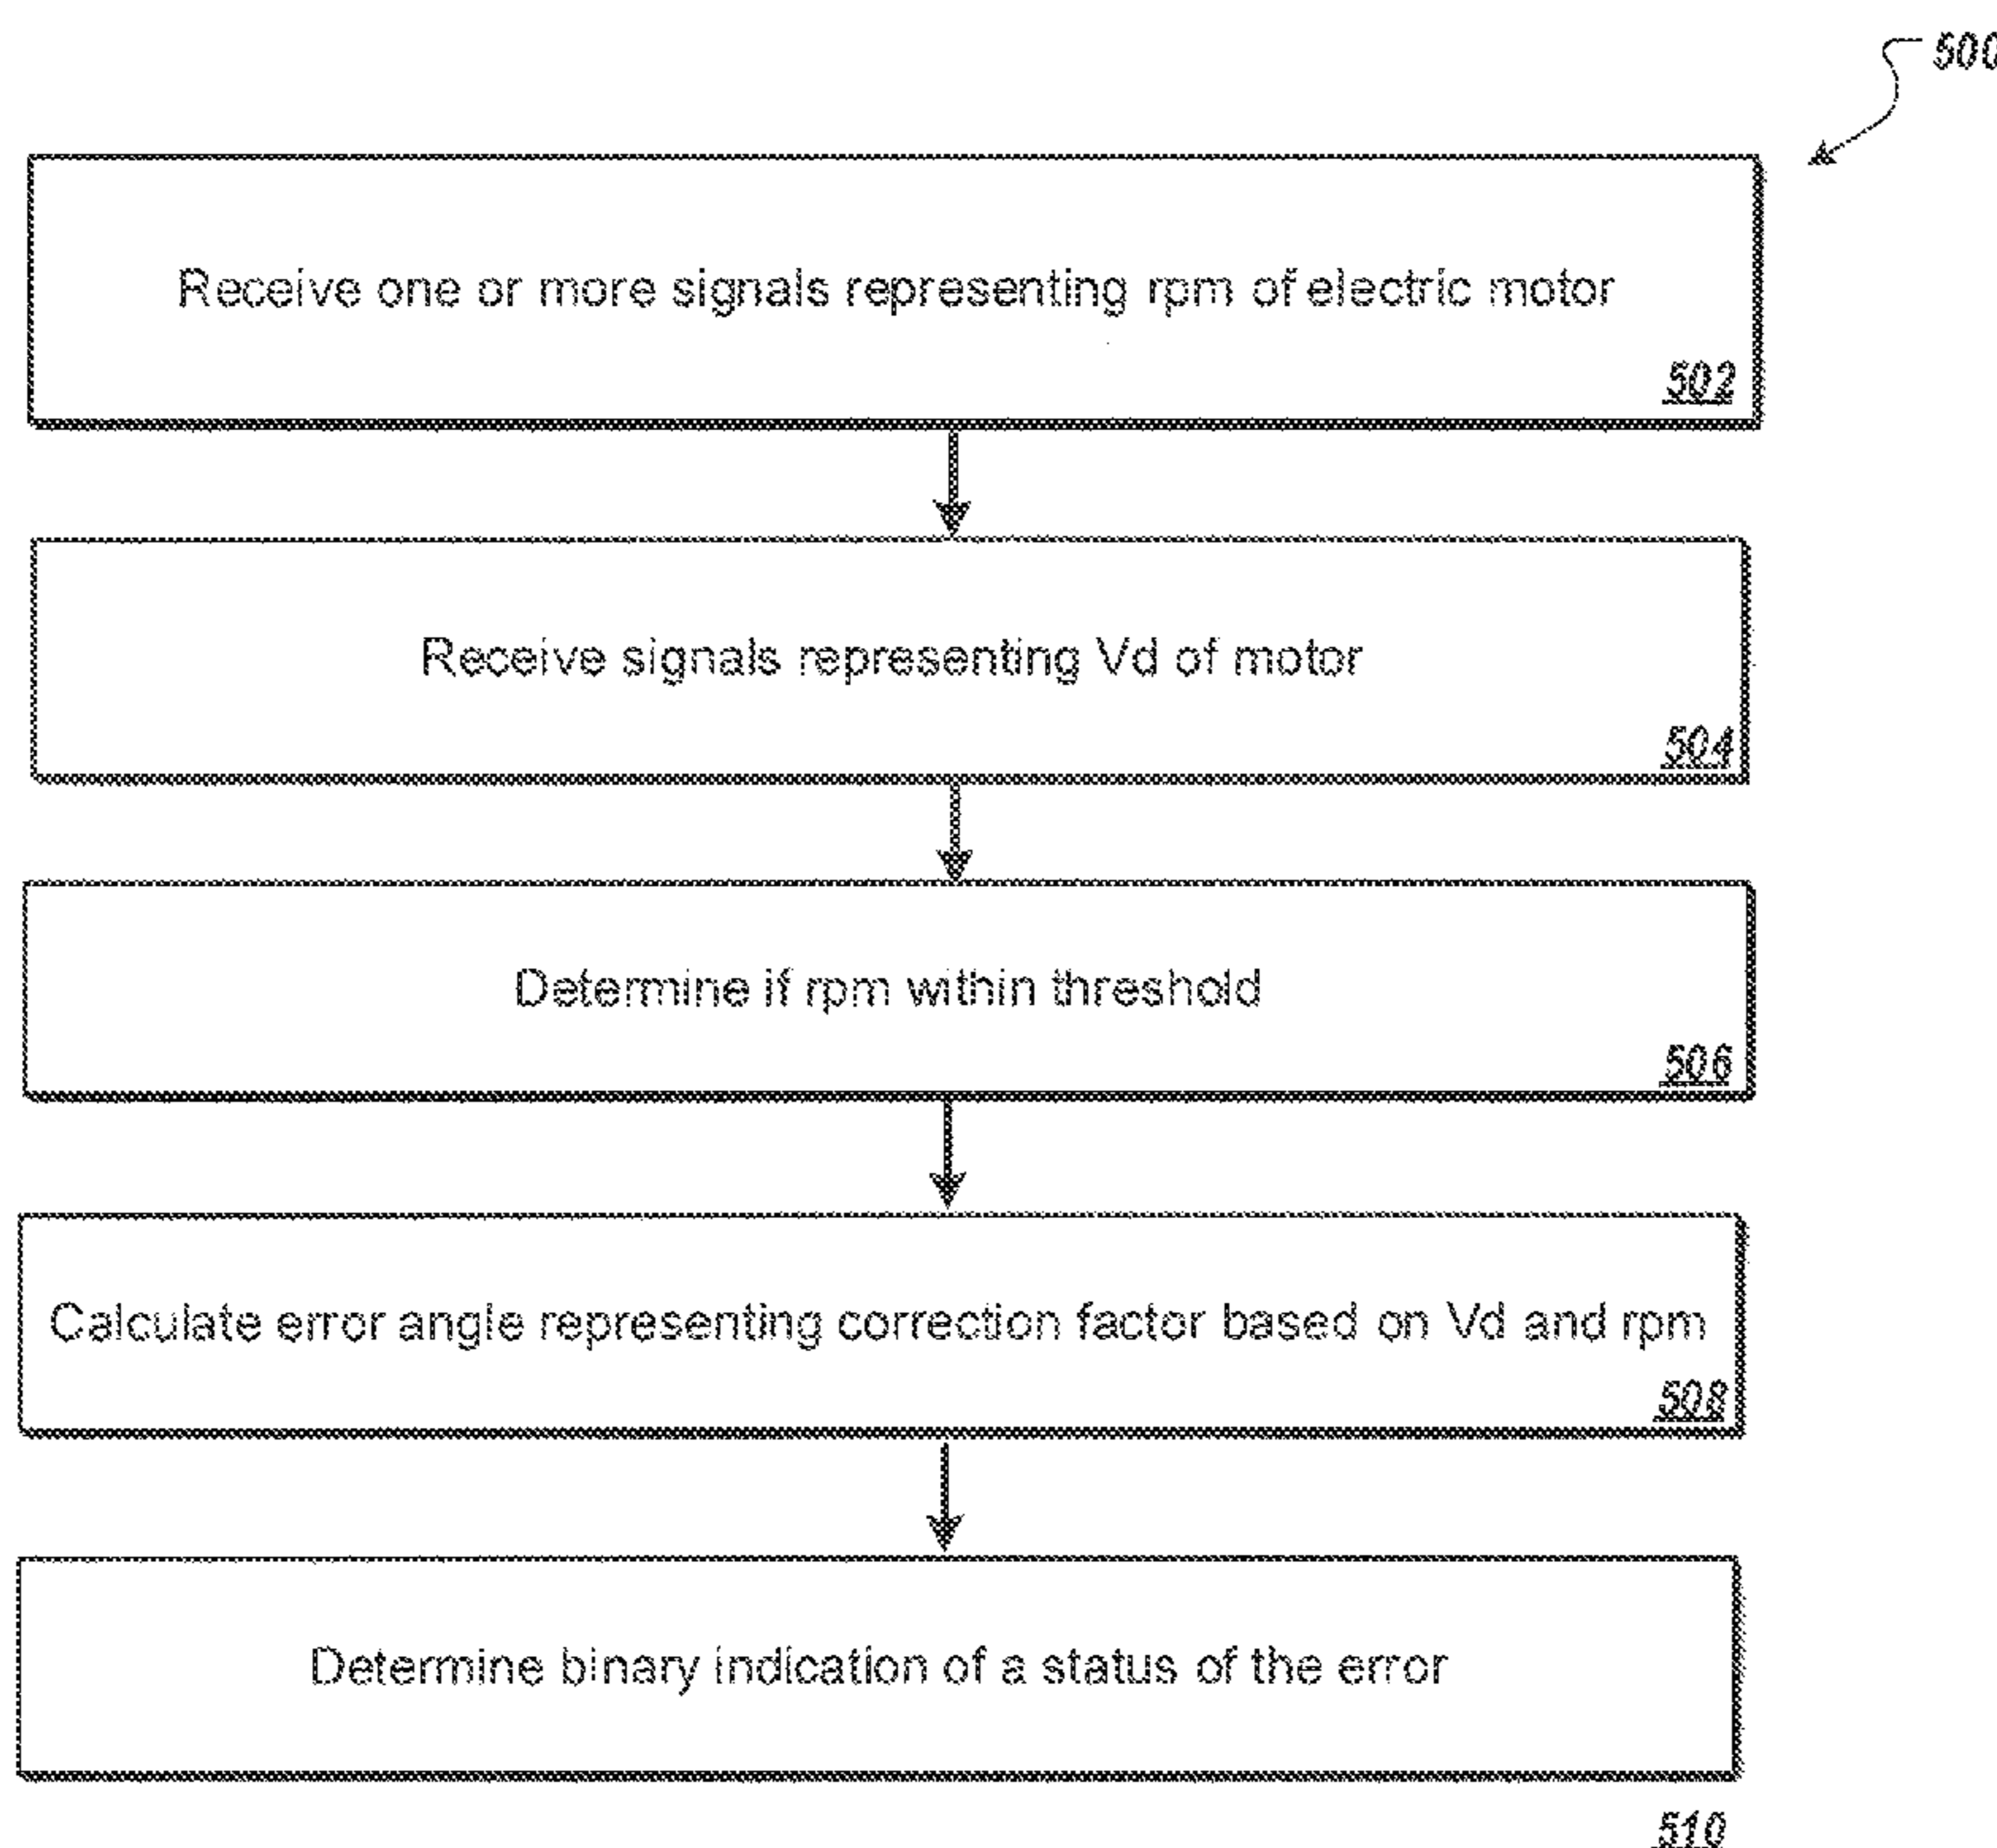 500
Receive one or more signals representing rpm of electric motor
502
Receive signals representing Vd of motor
504
Determine if rpm within threshold
506
Calculate error angle representing correction factor based on Vd and rpm
508
Determine binary indication of a status of the error
510